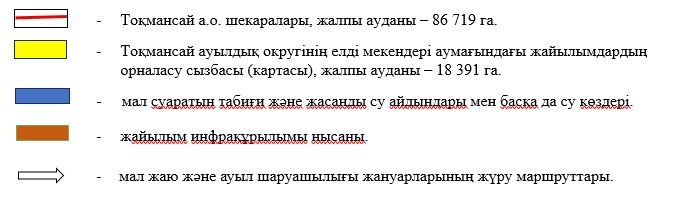 - Тоқмансай а.о. шекаралары, жалпы ауданы – 86 719 га.
- Тоқмансай ауылдық округінің елді мекендері аумағындағы жайылымдардың
орналасу сызбасы (картасы), жалпы ауданы – 18 391 га.
- мал суаратын табиғи және жасанды су айдындары мен басқа да су көздері.
- жайылым инфрақұрылымы нысаны.
- мал жаю және ауыл шаруашылығы жануарларының жүру маршруттары.